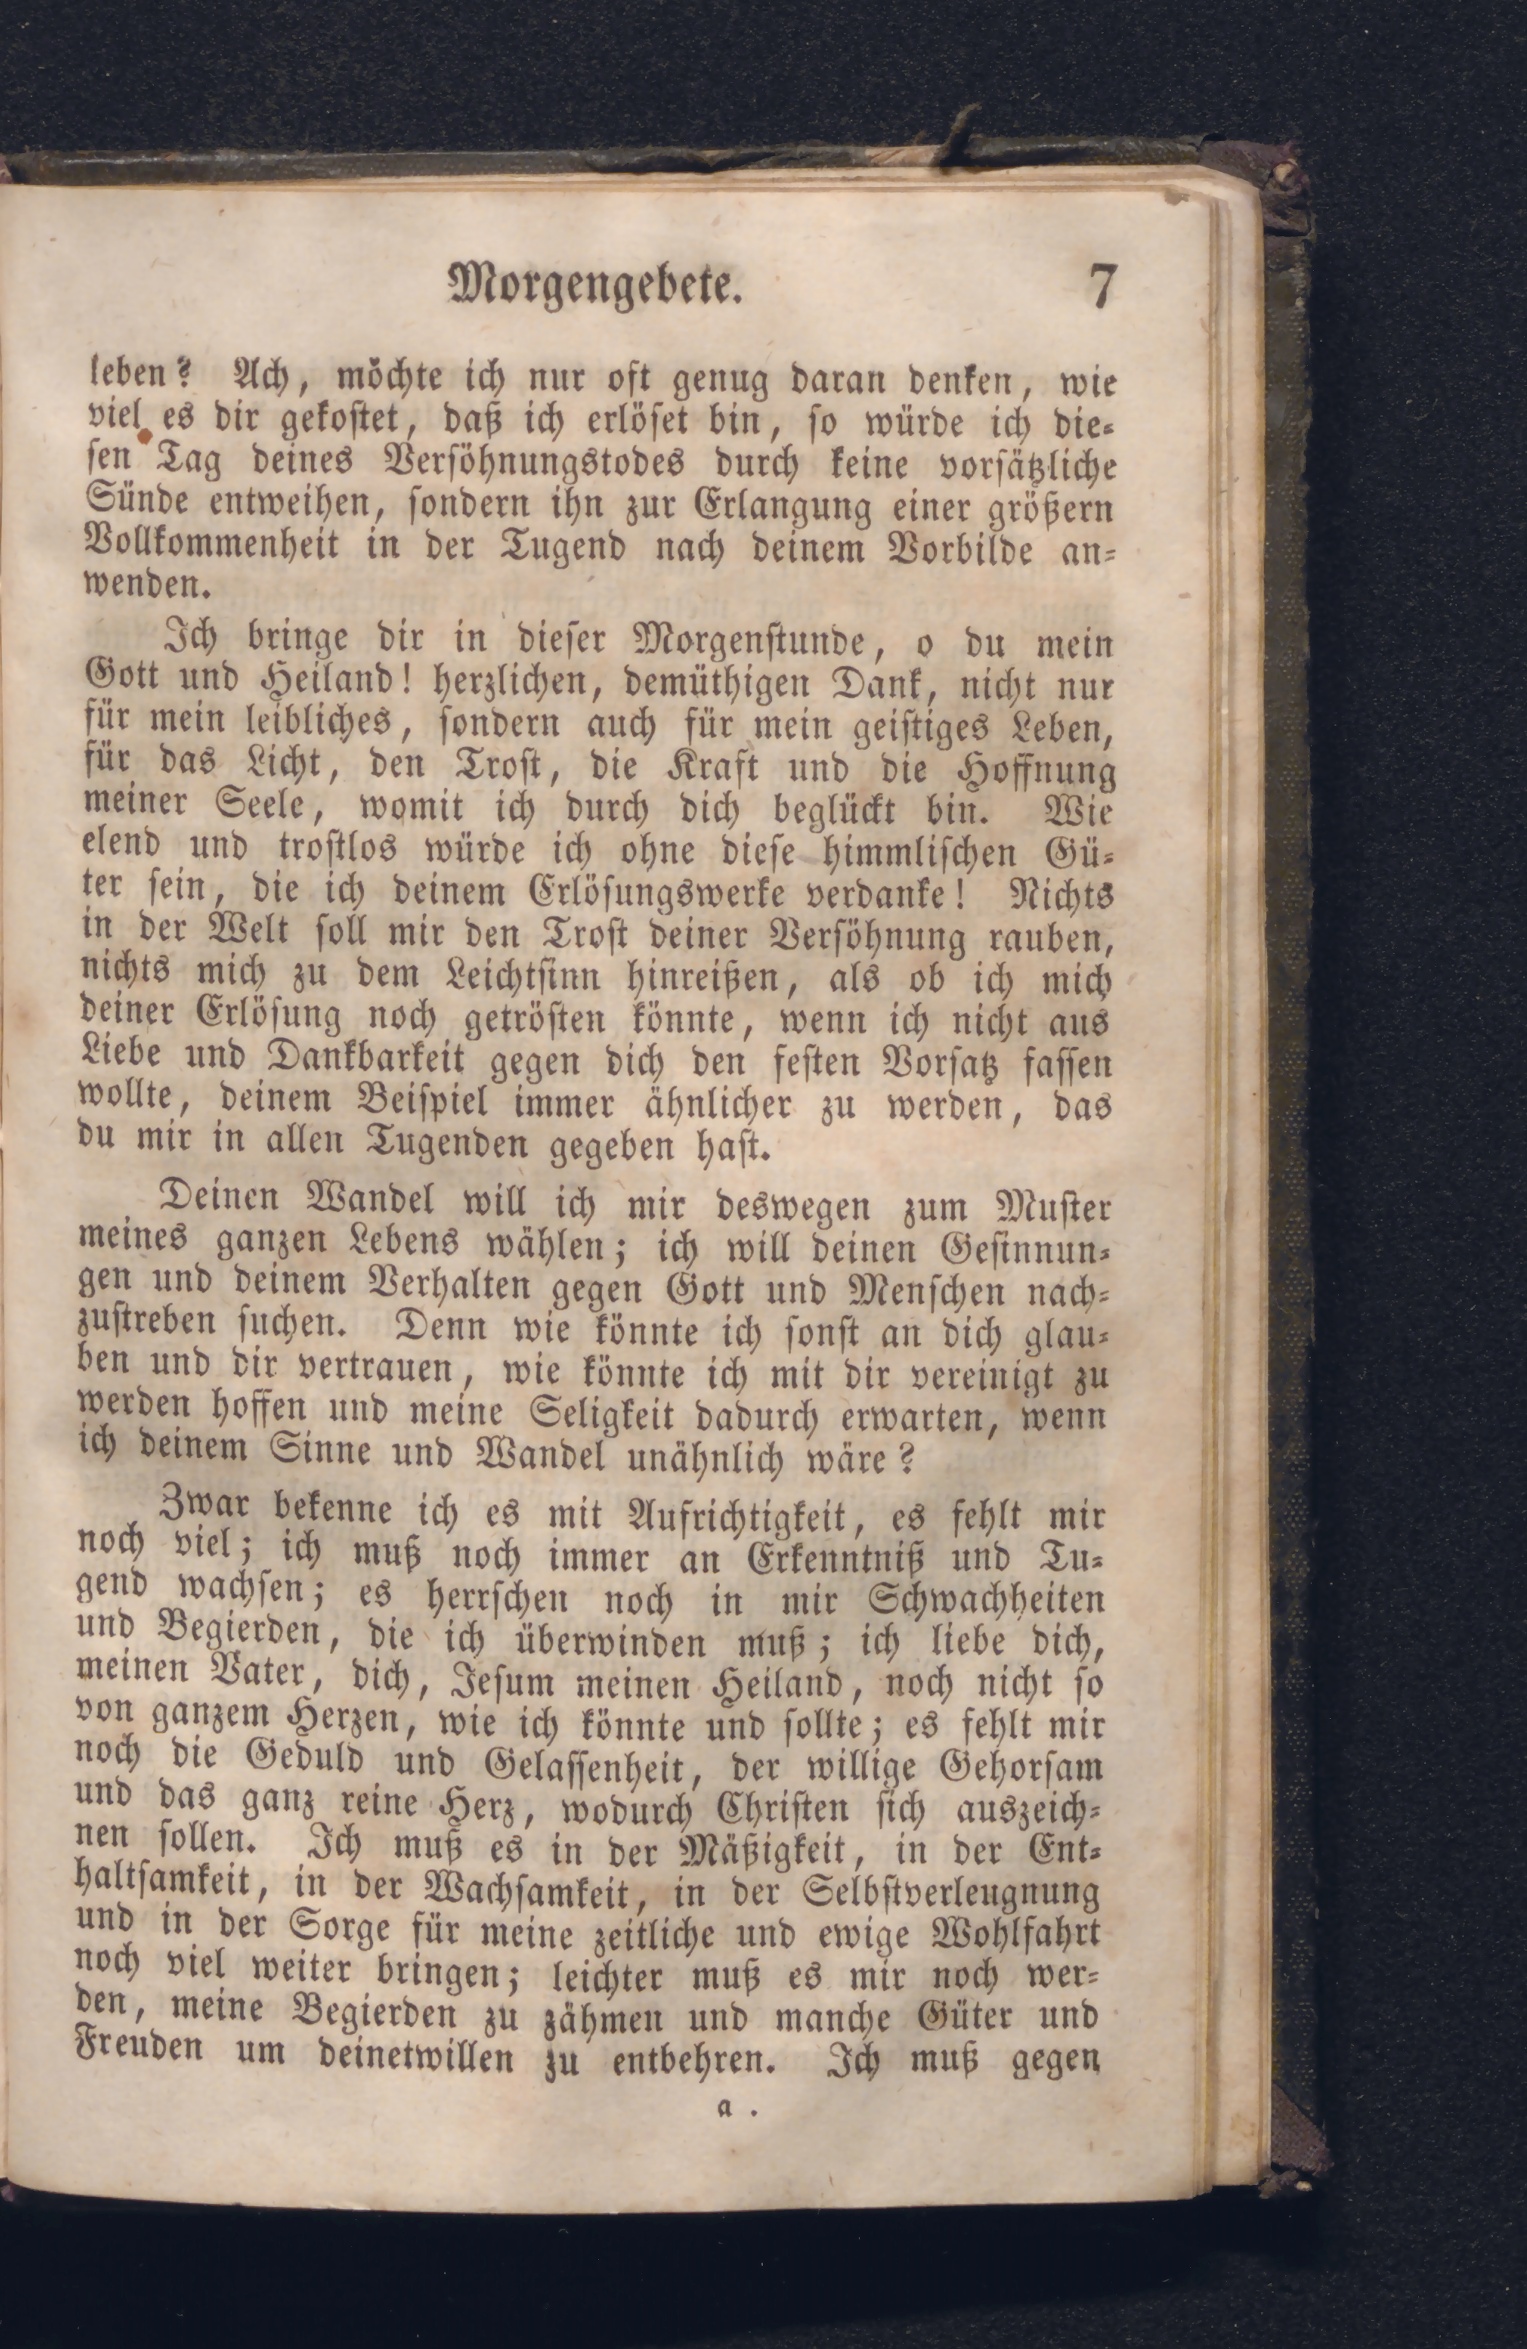 Morgengebete. 7
leben? Ach, möchte ich nur oft genug daran denken, wie
viel es dir gekostet, daß ich erlöset bin, so würde ich die-
sen Tag deines Versöhnungstodes durch keine vorsätzliche
Sünde entweihen, sondern ihn zur Erlangung einer größern
Vollkommenheit in der Tugend nach deinem Vorbilde an-
wenden.
Ich bringe dir in dieser Morgenstunde, o du mein
Gott und Heiland! herzlichen, demüthigen Dank, nicht nur
für mein leibliches, sondern auch für mein geistiges Leben,
für das Licht, den Trost, die Kraft und die Hoffnung
meiner Seele, womit ich durch dich beglückt bin. Wie
elend und trostlos würde ich ohne diese himmlischen Gü-
ter sein, die ich deinem Erlösungswerke verdanke! Nichts
in der Welt soll mir den Trost deiner Versöhnung rauben,
nichts mich zu dem Leichtsinn hinreißen, als ob ich mich
deiner Erlösung noch getrösten könnte, wenn ich nicht aus
Liebe und Dankbarkeit gegen dich den festen Vorsatz fassen
wollte, deinem Beispiel immer ähnlicher zu werden, das
du mir in allen Tugenden gegeben hast.
Deinen Wandel will ich mir deswegen zum Muster
meines ganzen Lebens wählen; ich will deinen Gesinnun-
gen und deinem Verhalten gegen Gott und Menschen nach-
zustreben suchen. Denn wie könnte ich sonst an dich glau-
ben und dir vertrauen, wie könnte ich mit dir vereinigt zu
werden hoffen und meine Seligkeit dadurch erwarten, wenn
ich deinem Sinne und Wandel unähnlich wäre?
Zwar bekenne ich es mit Aufrichtigkeit, es fehlt mir
noch viel; ich muß noch immer an Erkenntniß und Tu-
gend wachsen; es herrschen noch in mir Schwachheiten
und Begierden, die ich überwinden muß; ich liebe dich,
meinen Vater, dich, Jesum meinen Heiland, noch nicht so
von ganzem Herzen, wie ich könnte und sollte; es fehlt mir
noch die Geduld und Gelassenheit, der willige Gehorsam
und das ganz reine Herz, wodurch Christen sich auszeich-
nen sollen. Ich muß es in der Mäßigkeit, in der Ent-
haltsamkeit, in der Wachsamkeit, in der Selbstverleugnung
und in der Sorge für meine zeitliche und ewige Wohlfahrt
noch viel weiter bringen; leichter muß es mir noch wer-
den, meine Begierden zu zähmen und manche Güter und
Freuden um deinetwillen zu entbehren. Ich muß gegen
a .